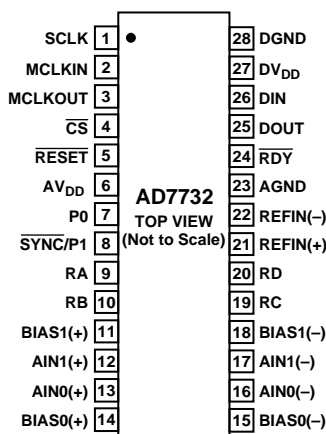 SCLK 1 28 DGND
MCLKIN 2 27 DVDD
MCLKOUT 3 26 DIN
CS 4 25 DOUT
RESET 5 24 RDY
AVDD 6 23 AGND
AD7732
P0 7 22 REFIN(–)
TOP VIEW
SYNC/P1 8 21 REFIN(+)
(Not to Scale)
RA 9 20 RD
RB 10 19 RC
BIAS1(+) 11 18 BIAS1(–)
AIN1(+) 12 17 AIN1(–)
AIN0(+) 13 16 AIN0(–)
BIAS0(+) 14 15 BIAS0(–)